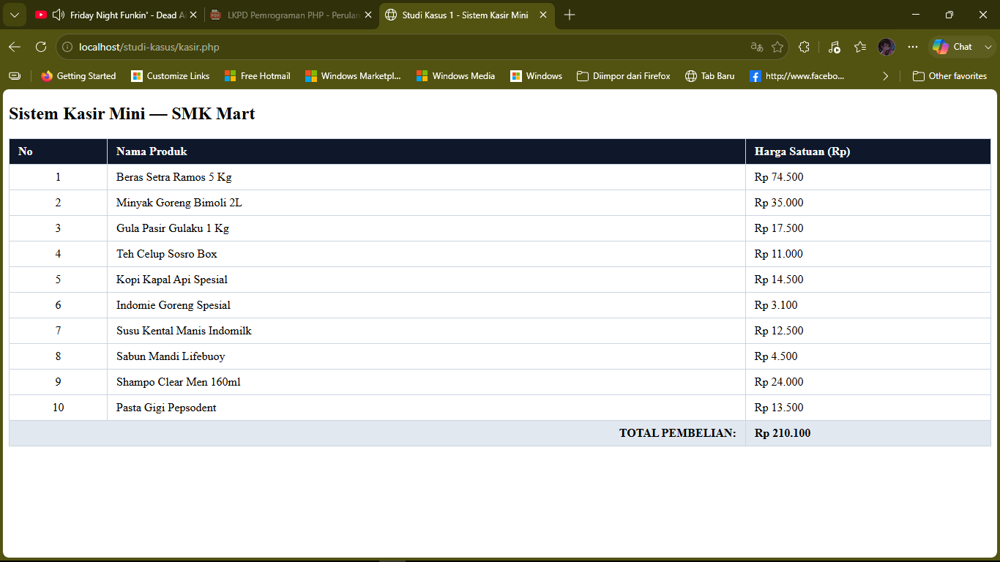 Friday Night Funkin' - Dead A
LKPD Pemrograman PHP - Perulan
Studi Kasus 1 - Sistem Kasir Mini
localhost/studi-kasus/kasir.php
Chat
Getting Started
Customize Links
Free Hotmail
Windows Marketpl...
Windows Media
Windows
Diimpor dari Firefox
Tab Baru
http://www.facebo...
Other favorites
Sistem Kasir Mini — SMK Mart
No Nama Produk Harga Satuan (Rp)
1 Beras Setra Ramos 5 Kg Rp 74.500
2 Minyak Goreng Bimoli 2L Rp 35.000
3 Gula Pasir Gulaku 1 Kg Rp 17.500
4 Teh Celup Sosro Box Rp 11.000
5 Kopi Kapal Api Spesial Rp 14.500
6 Indomie Goreng Spesial Rp 3.100
7 Susu Kental Manis Indomilk Rp 12.500
8 Sabun Mandi Lifebuoy Rp 4.500
9 Shampo Clear Men 160ml Rp 24.000
10 Pasta Gigi Pepsodent Rp 13.500
TOTAL PEMBELIAN: Rp 210.100